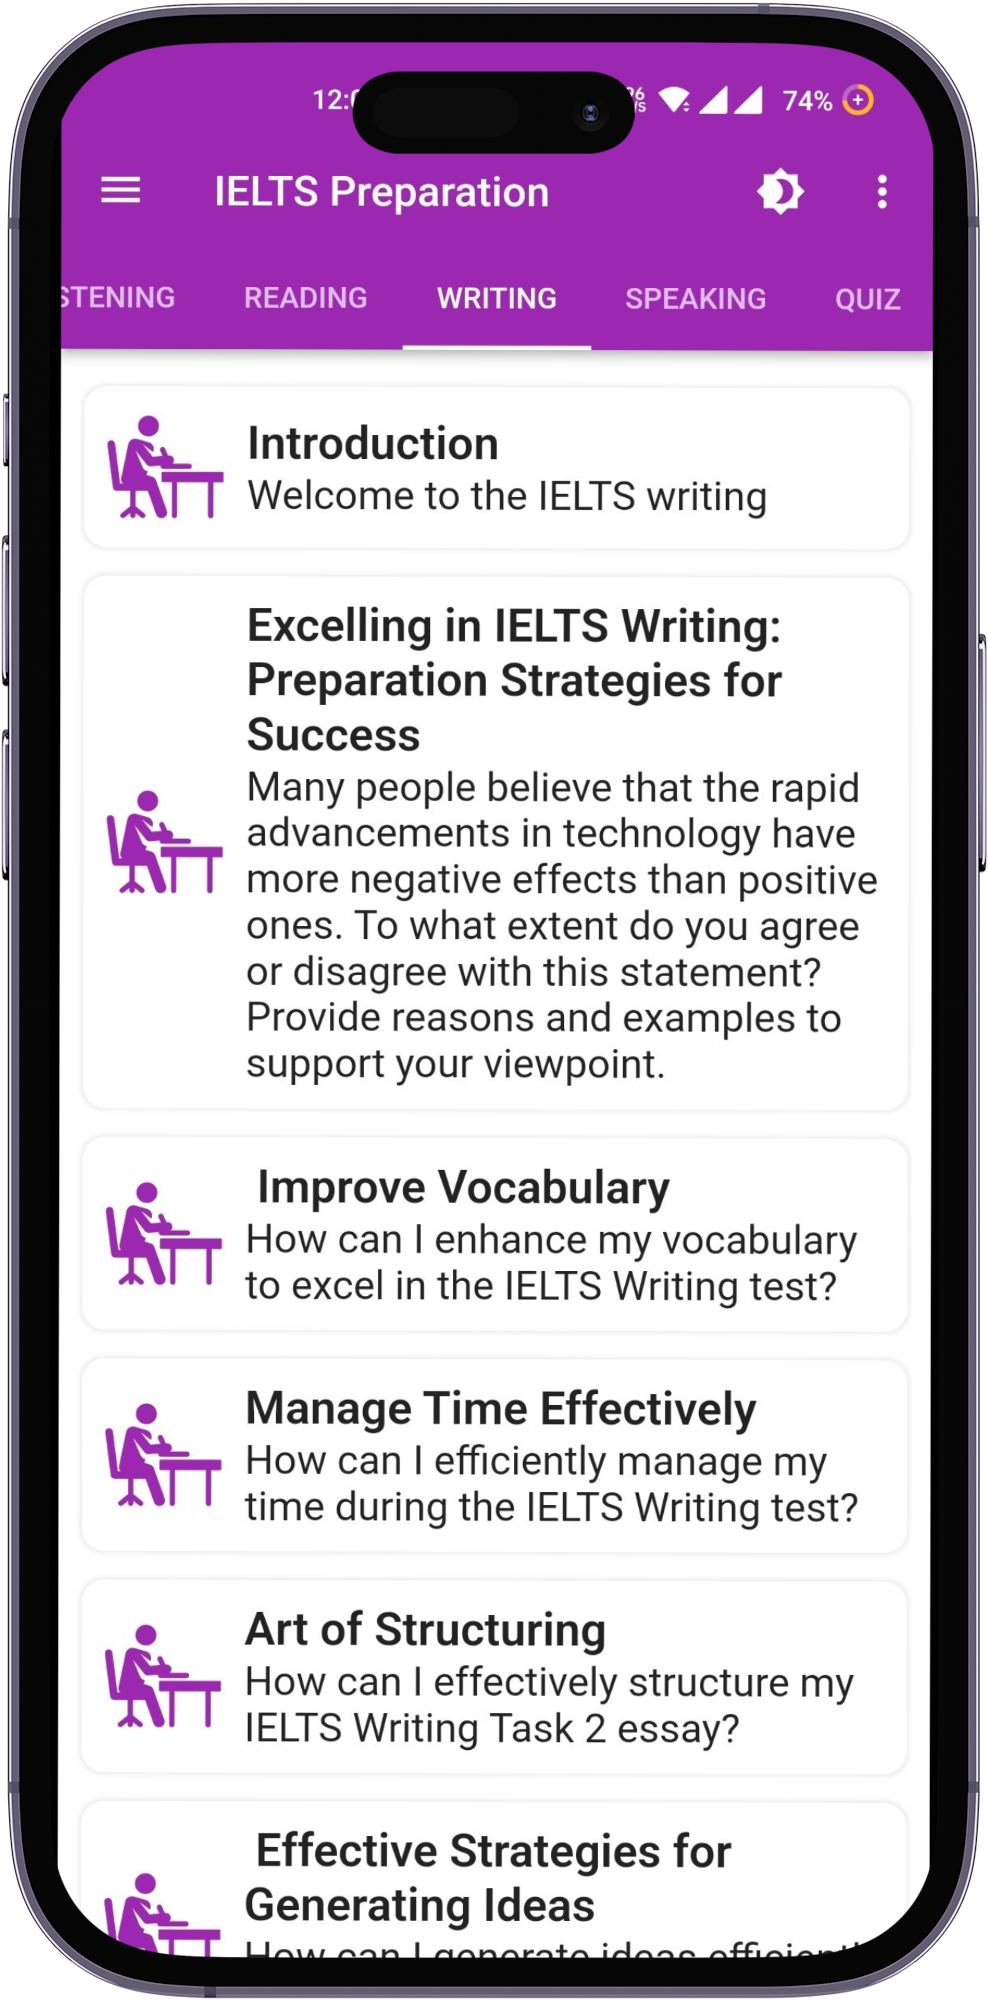 74%
IELTS Preparation
READING WRITING SPEAKING QUIZ
Introduction
Welcome to the IELTS writing
Excelling in IELTS Writing:
Preparation Strategies for
Success
Many people believe that the rapid
advancements in technology have
more negative effects than positive
ones. To what extent do you agree
or disagree with this statement?
Provide reasons and examples to
support your viewpoint.
Improve Vocabulary
How can I enhance my vocabulary
to excel in the IELTS Writing test?
Manage Time Effectively
How can I efficiently manage my
time during the IELTS Writing test?
Art of Structuring
How can I effectively structure my
IELTS Writing Task 2 essay?
Effective Strategies for
Generating Ideas
How can I generate ideas